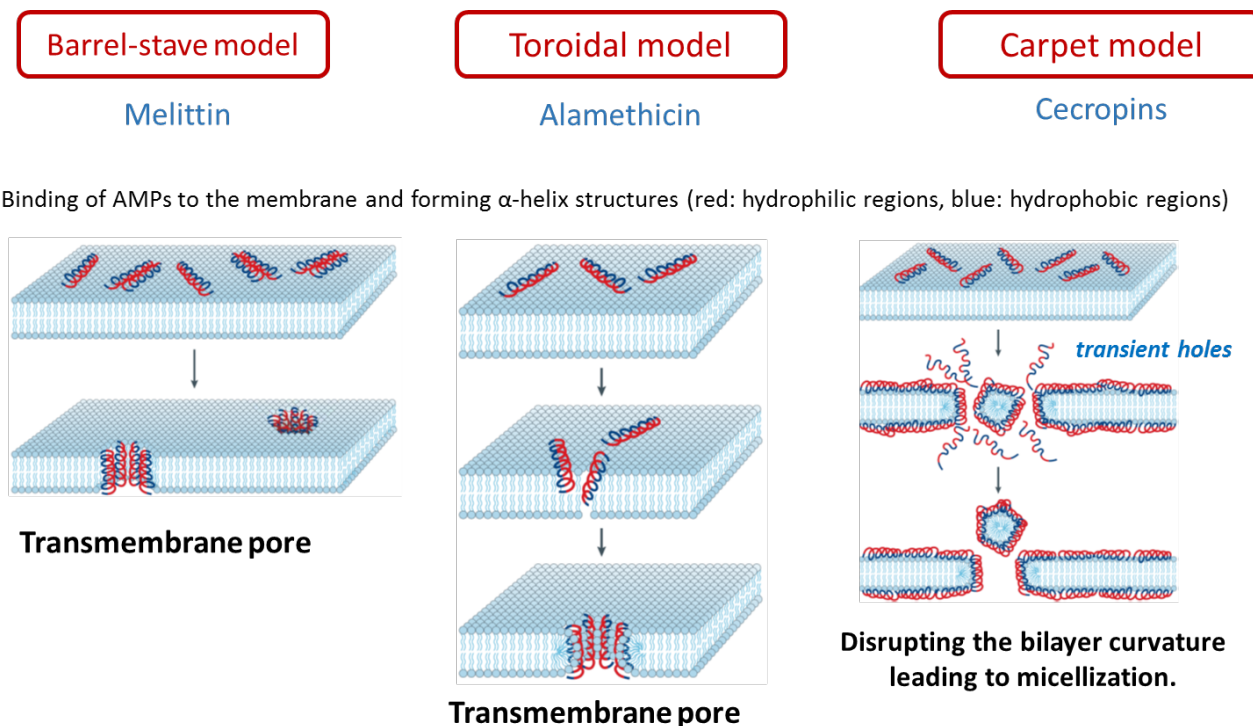 Barrel-stave model
Toroidal model
Carpet model
Melittin
Alamethicin
Cecropins
Binding of AMPs to the membrane and forming α-helix structures (red: hydrophilic regions, blue: hydrophobic regions)
transient holes
Transmembrane pore
Disrupting the bilayer curvature
leading to micellization.
Transmembrane pore